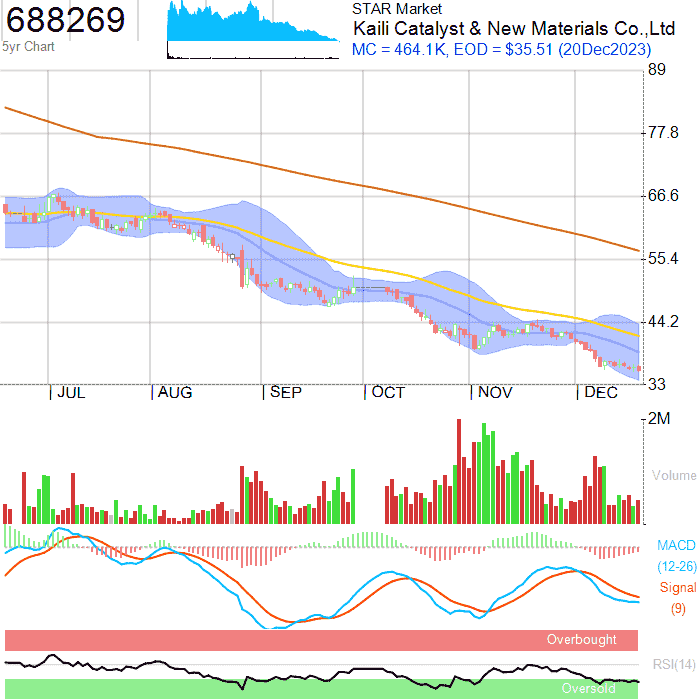 688269
5yr Chart
STAR Market
Kaili Catalyst & New Materials Co.,Ltd
MC = 464.1K, EOD = $35.51 (20Dec2023)
89
77.8
66.6
55.4
44.2
33
JUL AUG SEP OCT NOV DEC
2M
Volume
MACD
(12-26)
Signal
(9)
Overbought
RSI(14)
Oversold